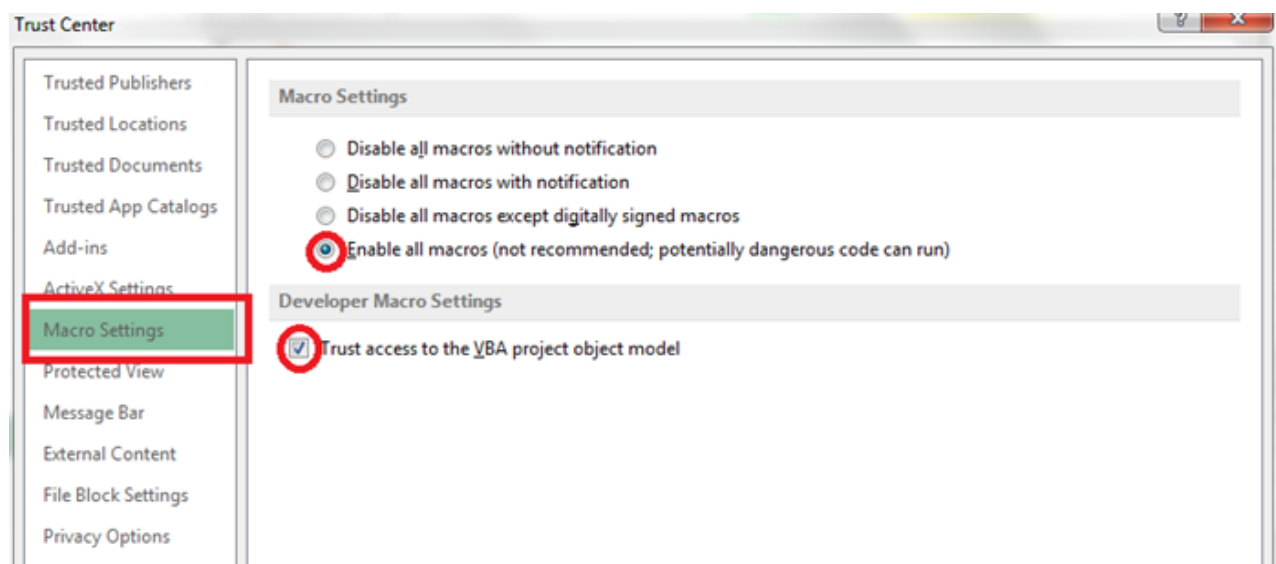 Trust Center
?
X
Trusted Publishers
Trusted Locations
Trusted Documents
Trusted App Catalogs
Add-ins
ActiveX Settings
Macro Settings
Protected View
Message Bar
External Content
File Block Settings
Privacy Options
Macro Settings
Disable all macros without notification
Disable all macros with notification
Disable all macros except digitally signed macros
Enable all macros (not recommended; potentially dangerous code can run)
Developer Macro Settings
Trust access to the VBA project object model